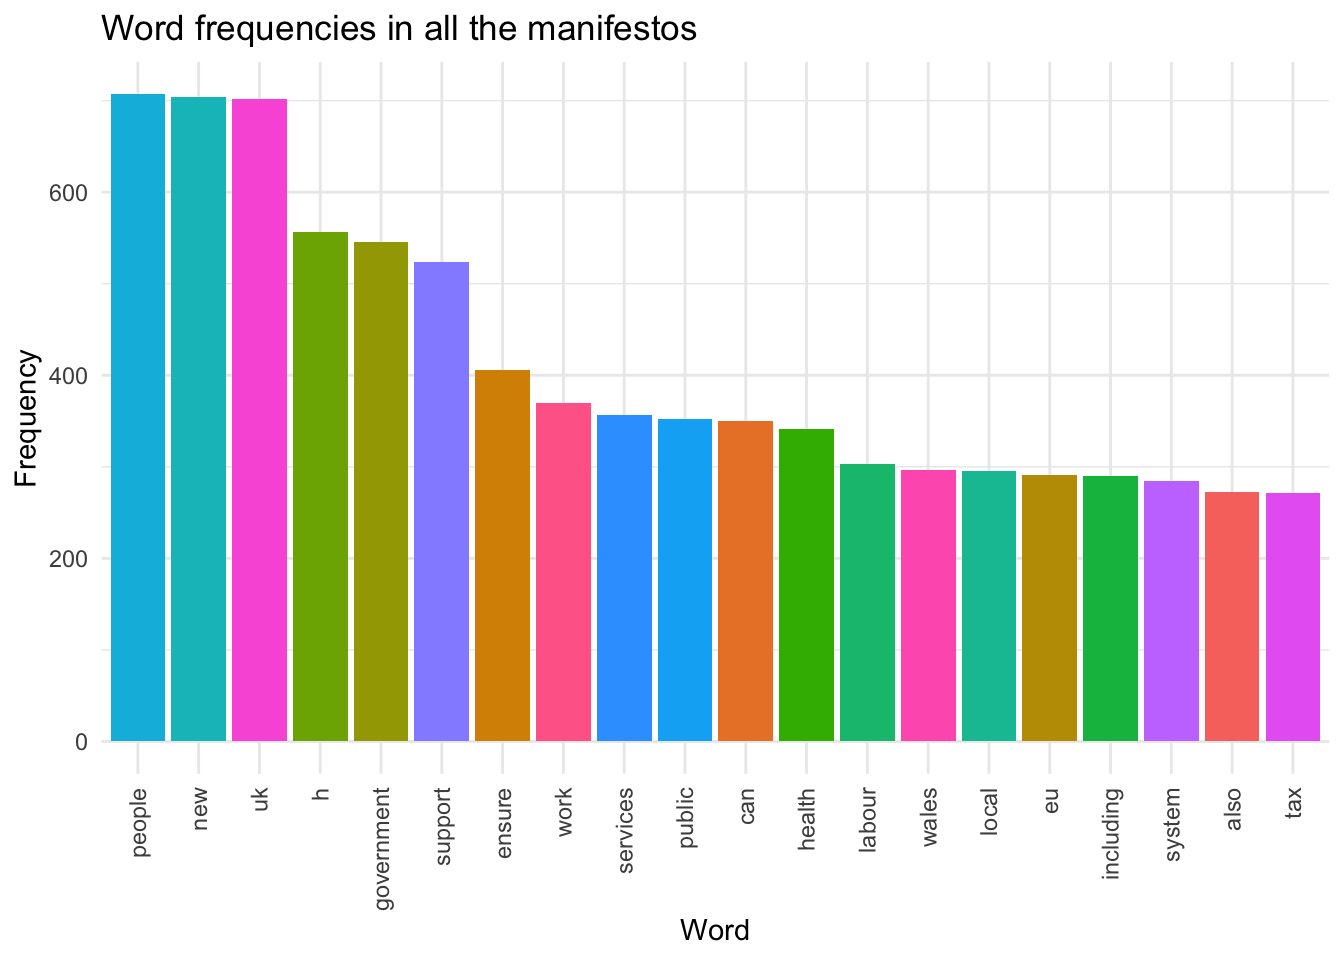 Word frequencies in all the manifestos
Frequency
600
400
200
0
people
new
uk
h
government
support
ensure
work
services
public
can
health
labour
wales
local
eu
including
system
also
tax
Word